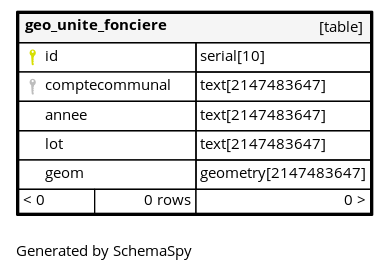 geo_unite_fonciere [table]
id serial[10]
comptecommunal text[2147483647]
annee text[2147483647]
lot text[2147483647]
geom geometry[2147483647]
< 0 0 rows 0 >
Generated by SchemaSpy